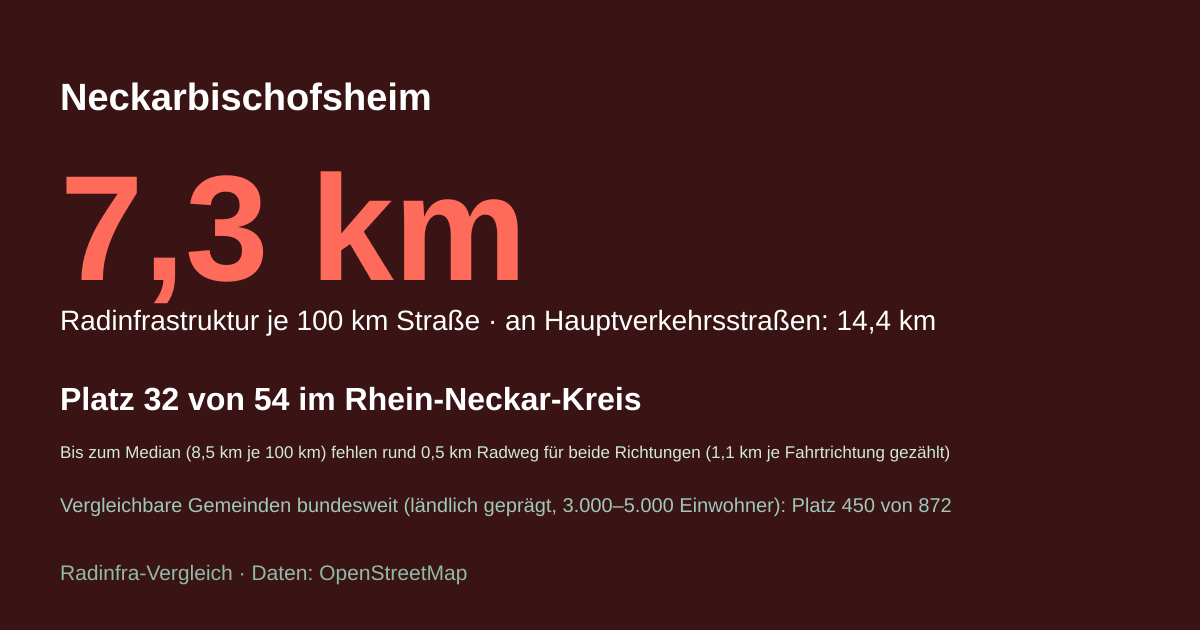 Neckarbischofsheim
7,3 km
Radinfrastruktur je 100 km Straße · an Hauptverkehrsstraßen: 14,4 km
Platz 32 von 54 im Rhein-Neckar-Kreis
Bis zum Median (8,5 km je 100 km) fehlen rund 0,5 km Radweg für beide Richtungen (1,1 km je Fahrtrichtung gezählt)
Vergleichbare Gemeinden bundesweit (ländlich geprägt, 3.000–5.000 Einwohner): Platz 450 von 872
Radinfra-Vergleich · Daten: OpenStreetMap